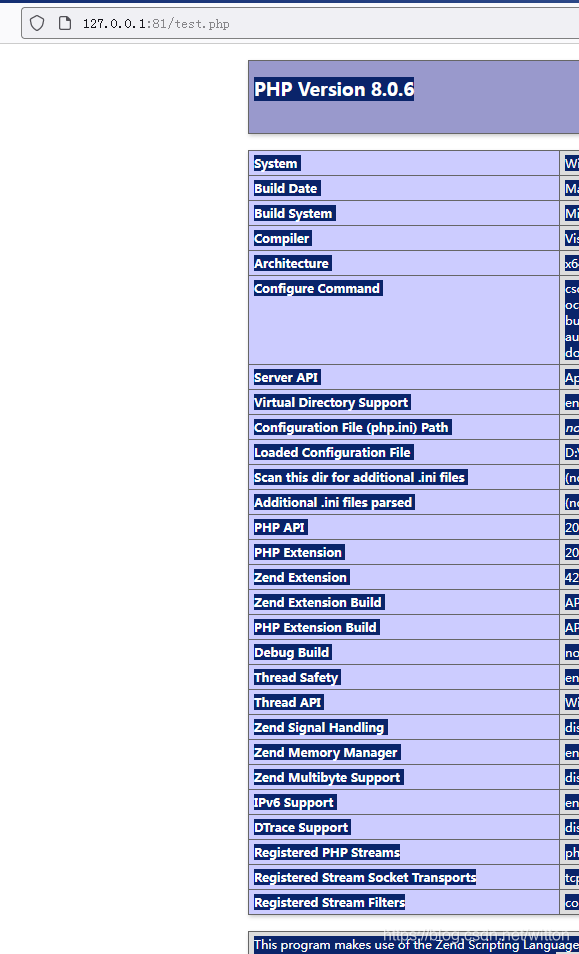 127.0.0.1:81/test.php
PHP Version 8.0.6
System Wi
Build Date Ma
Build System Mi
Compiler Vis
Architecture x6
Configure Command csc
oc
bu
au
do
Server API Ap
Virtual Directory Support en
Configuration File (php.ini) Path no
Loaded Configuration File D:\
Scan this dir for additional .ini files (no
Additional .ini files parsed (no
PHP API 20
PHP Extension 20
Zend Extension 42
Zend Extension Build AP
PHP Extension Build AP
Debug Build no
Thread Safety en
Thread API Wi
Zend Signal Handling dis
Zend Memory Manager en
Zend Multibyte Support dis
IPv6 Support en
DTrace Support dis
Registered PHP Streams ph
Registered Stream Socket Transports tcp
Registered Stream Filters co
https://blog.csdn.net/witton
This program makes use of the Zend Scripting Language